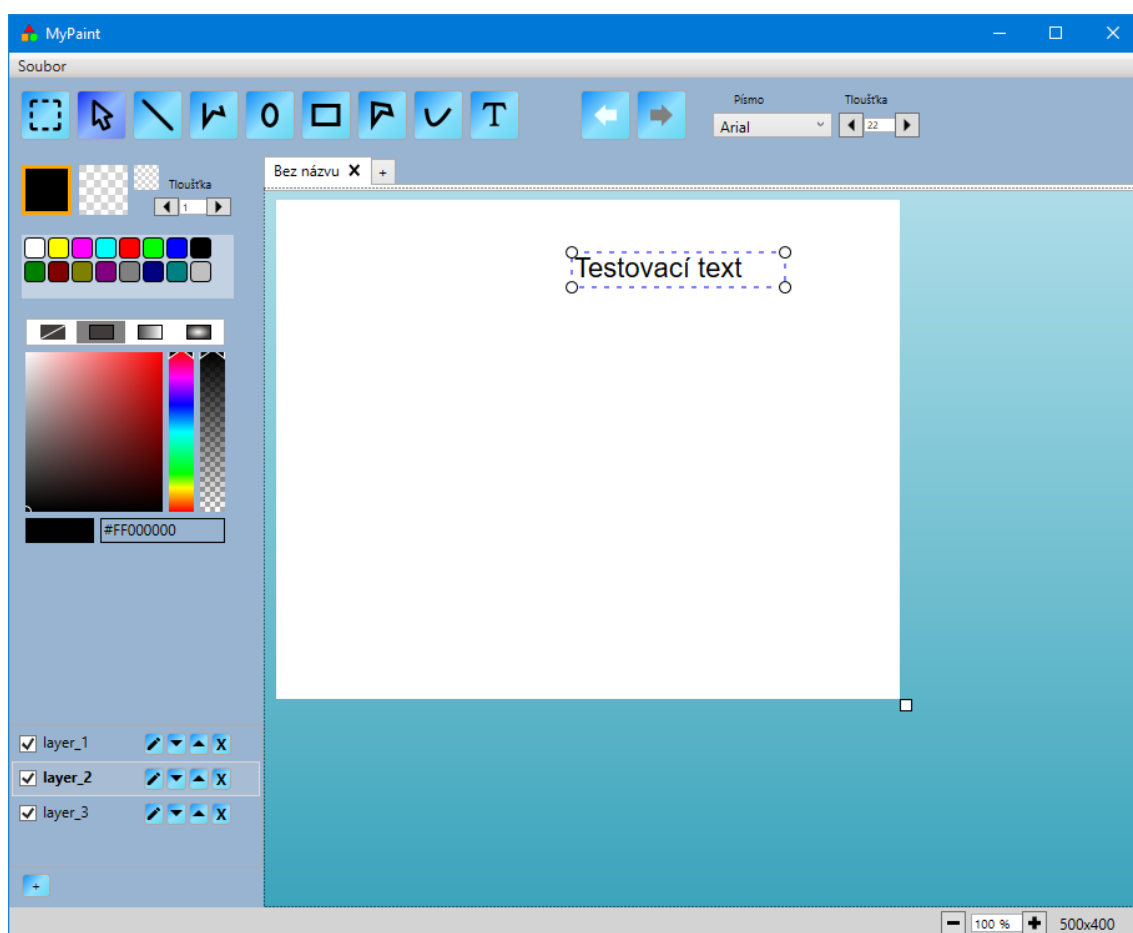 MyPaint
Soubor
T
Písmo
Tloušťka
Arial
22
Bez názvu X
+
Tloušťka
1
Testovací text
#FF000000
layer_1
X
layer_2
X
layer_3
X
+
100 %
500x400